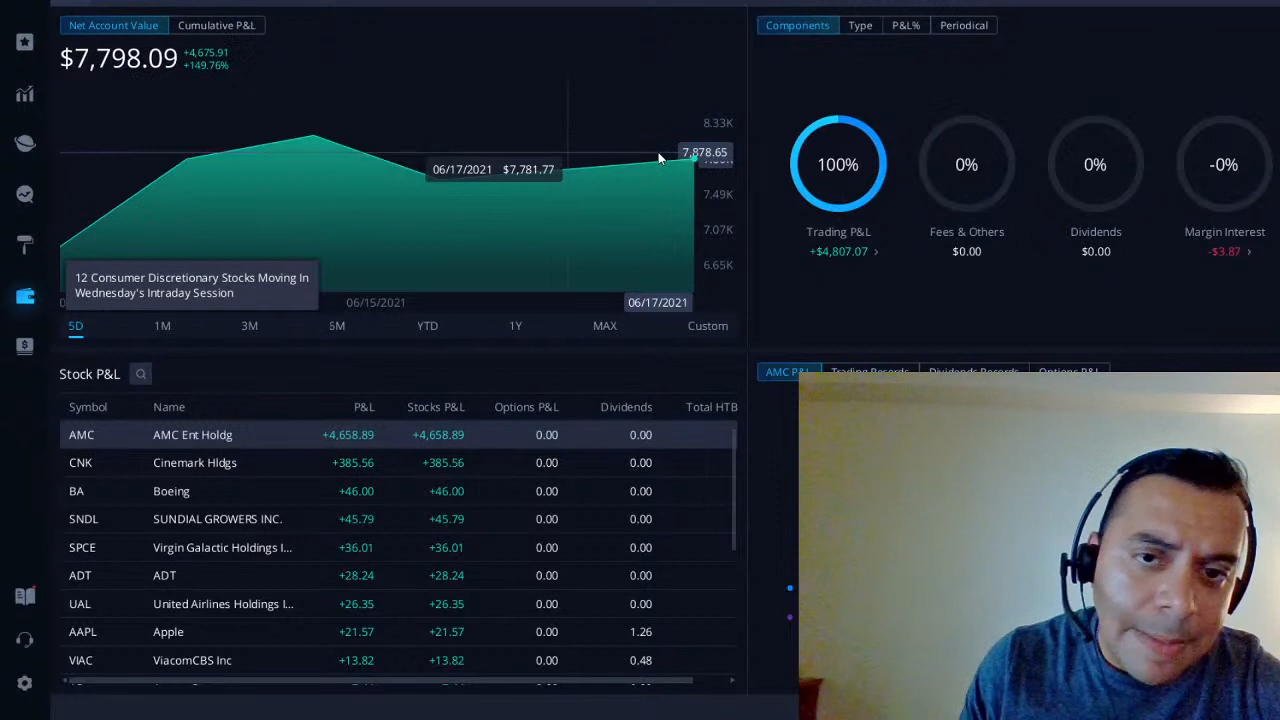 Net Account Value Cumulative P&L
$7,798.09 +4,675.91
+149.76%
8.33K
7,878.65
06/17/2021 $7,781.77
7.49K
7.07K
6.65K
12 Consumer Discretionary Stocks Moving In
Wednesday's Intraday Session
06/15/2021 06/17/2021
5D 1M 3M 6M YTD 1Y MAX Custom
Components Type P&L% Periodical
100% 0% 0% -0%
Trading P&L Fees & Others Dividends Margin Interest
+$4,807.07 > $0.00 $0.00 -$3.87 >
Stock P&L
Symbol Name P&L Stocks P&L Options P&L Dividends Total HTB
AMC AMC Ent Holdg +4,658.89 +4,658.89 0.00 0.00
CNK Cinemark Hldgs +385.56 +385.56 0.00 0.00
BA Boeing +46.00 +46.00 0.00 0.00
SNDL SUNDIAL GROWERS INC. +45.79 +45.79 0.00 0.00
SPCE Virgin Galactic Holdings I... +36.01 +36.01 0.00 0.00
ADT ADT +28.24 +28.24 0.00 0.00
UAL United Airlines Holdings I... +26.35 +26.35 0.00 0.00
AAPL Apple +21.57 +21.57 0.00 1.26
VIAC ViacomCBS Inc +13.82 +13.82 0.00 0.48
AMC P&L Trading Records Dividends Records Options P&L